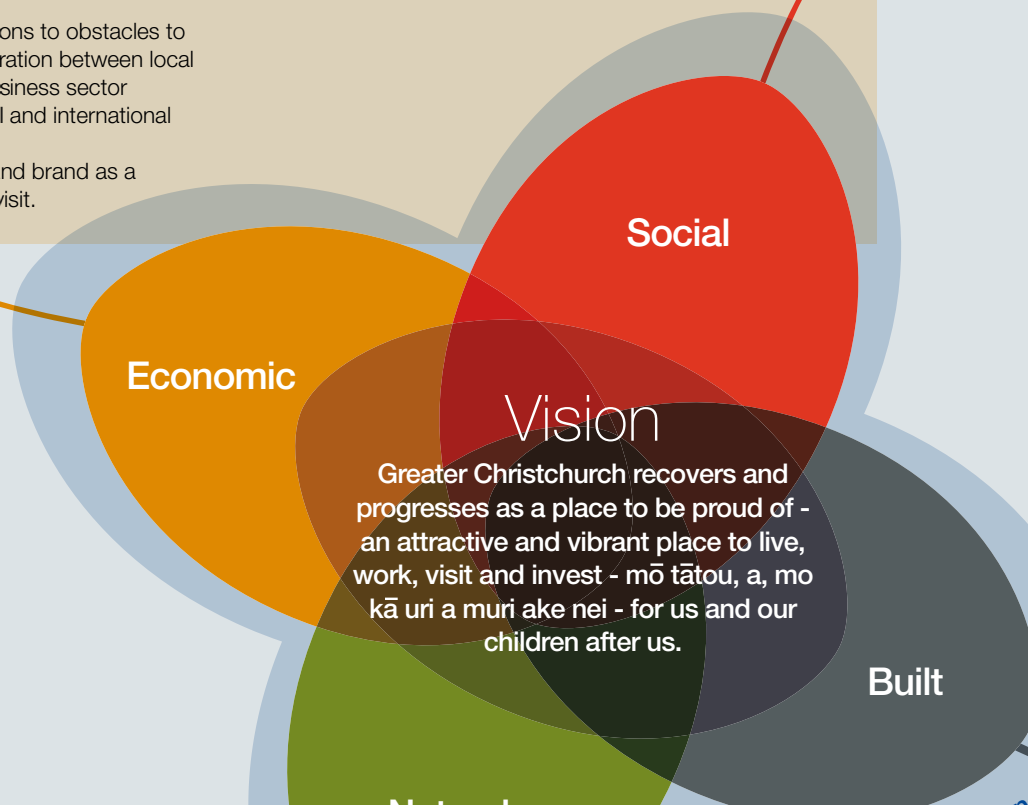 ons to obstacles to
ration between local
siness sector
l and international
nd brand as a
visit.
Social
Economic
Vision
Greater Christchurch recovers and
progresses as a place to be proud of -
an attractive and vibrant place to live,
work, visit and invest - mō tātou, a, mo
kā uri a muri ake nei - for us and our
children after us.
Built